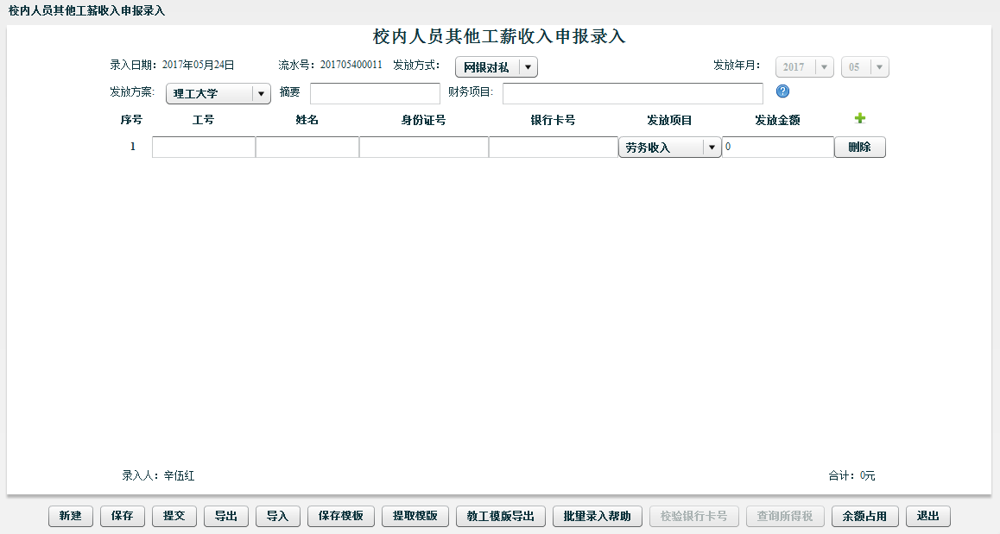 校内人员其他工薪收入申报录入
校内人员其他工薪收入申报录入
录入日期：2017年05月24日 流水号：201705400011 发放方式： 网银对私 发放年月： 2017 05
发放方案: 理工大学 摘要 财务项目:
序号 工号 姓名 身份证号 银行卡号 发放项目 发放金额
1 劳务收入 0 删除
录入人：辛伍红 合计：0元
新建 保存 提交 导出 导入 保存模板 提取模版 教工模版导出 批量录入帮助 校验银行卡号 查询所得税 余额占用 退出